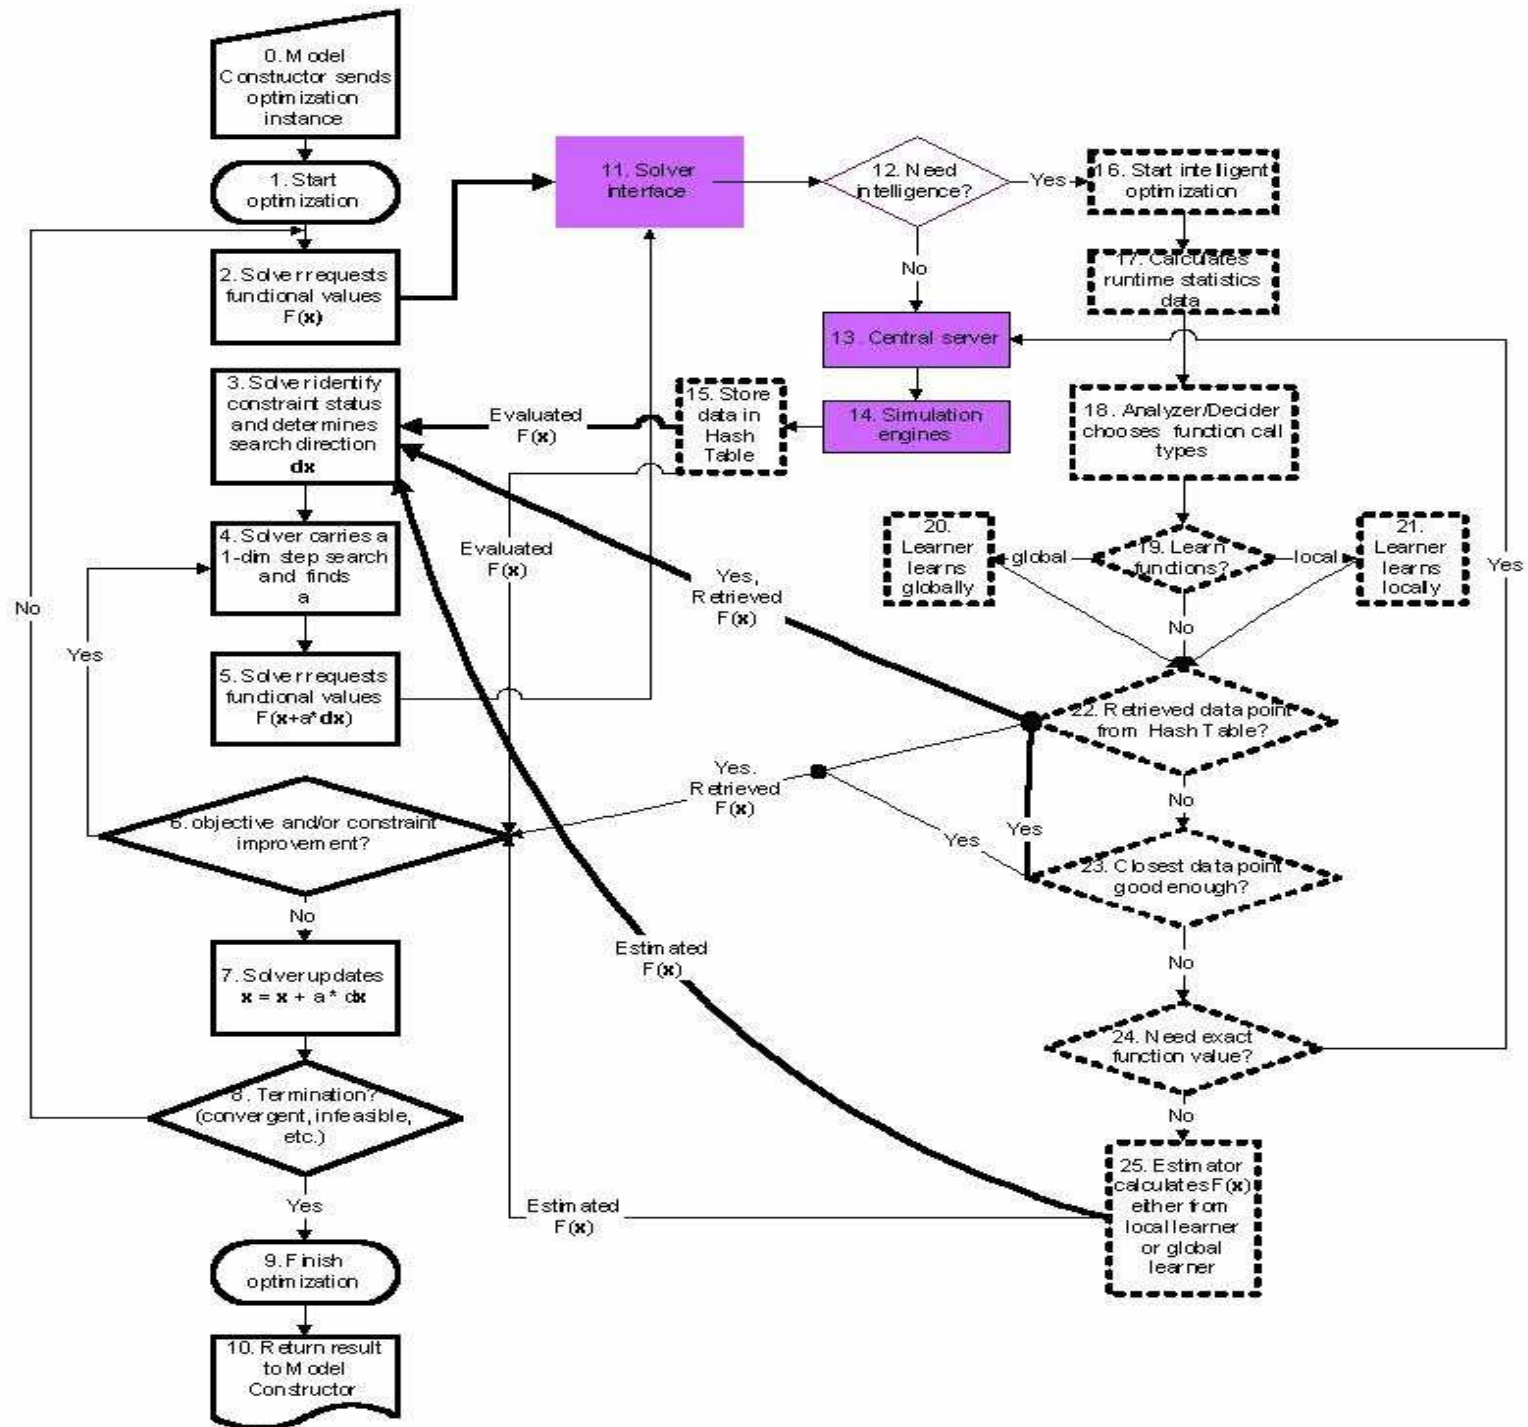 0. Model
Constructor sends
optimization
instance
1. Start
optimization
2. Solver requests
functional values
F(x)
3. Solver identify
constraint status
and determines
search direction
dx
4. Solver carries a
1-dim step search
and finds
a
5. Solver requests
functional values
F(x+a*dx)
6. objective and/or constraint
improvement?
No
7. Solver updates
x = x + a * dx
8. Termination?
(convergent, infeasible,
etc.)
Yes
9. Finish
optimization
10. Return result
to Model
Constructor
No
Yes
11. Solver
interface
12. Need
intelligence?
Yes
No
13. Central server
14. Simulation
engines
15. Store
data in
Hash
Table
Evaluated
F(x)
Evaluated
F(x)
16. Start intelligent
optimization
17. Calculates
runtime statistics
data
18. Analyzer/Decider
chooses function call
types
19. Learn
functions?
global
local
20.
Learner
learns
globally
21.
Learner
learns
locally
No
Yes
22. Retrieved data point
from Hash Table?
Yes,
Retrieved
F(x)
Yes.
Retrieved
F(x)
No
Yes
Yes
23. Closest data point
good enough?
No
24. Need exact
function value?
No
25. Estimator
calculates F(x)
either from
local learner
or global
learner
Estimated
F(x)
Estimated
F(x)